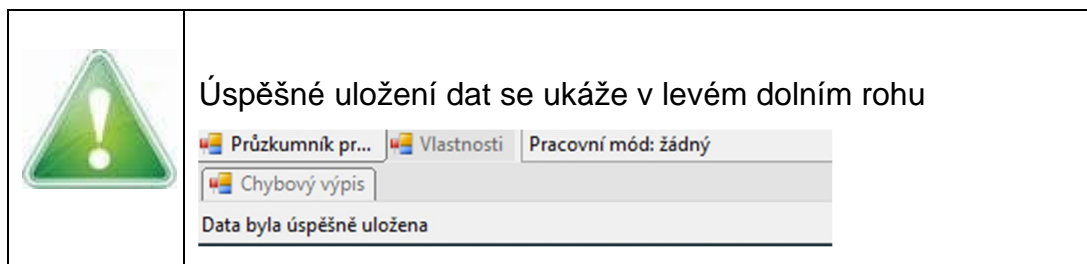 Úspěšné uložení dat se ukáže v levém dolním rohu
Průzkumník pr... Vlastnosti Pracovní mód: žádný
Chybový výpis
Data byla úspěšně uložena